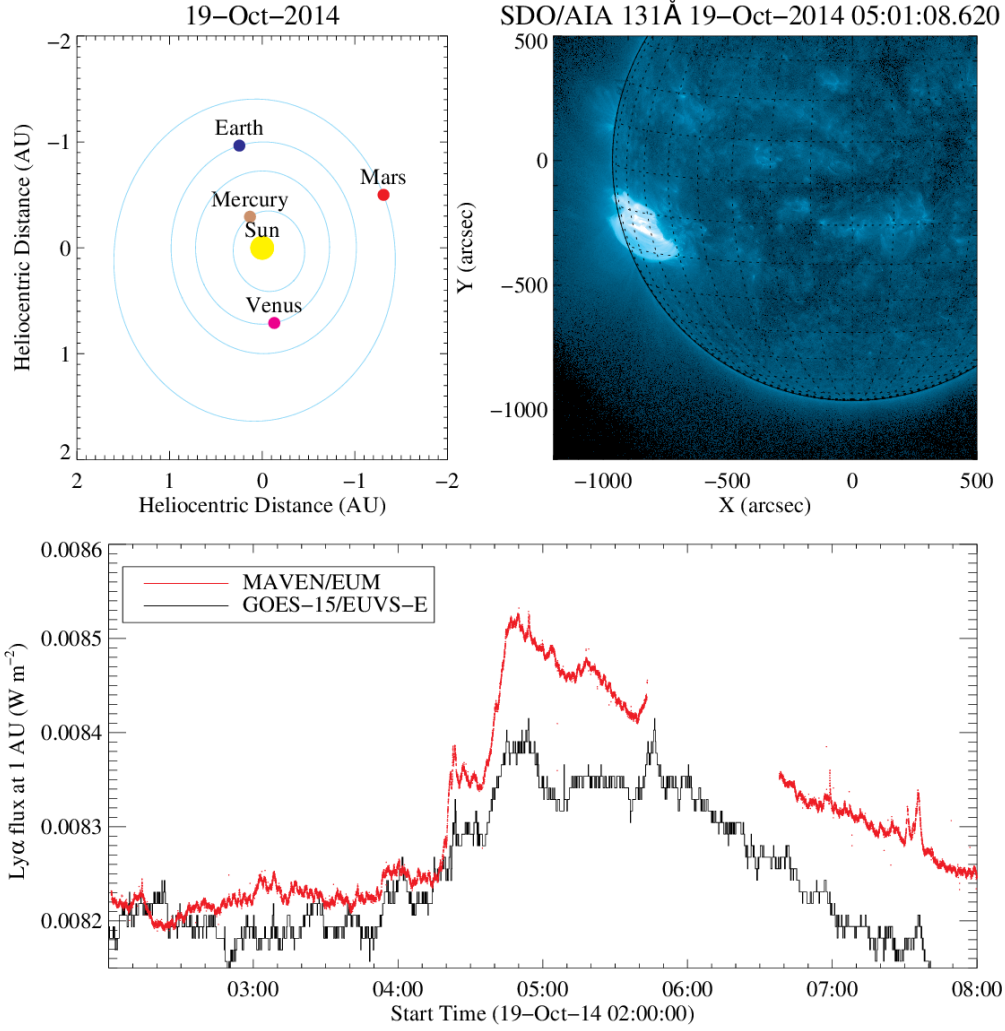 19−Oct−2014
−2
−1
0
1
2
Heliocentric Distance (AU)
Earth
Mars
Mercury
Sun
Venus
2
1
0
−1
−2
Heliocentric Distance (AU)
SDO/AIA 131Å 19−Oct−2014 05:01:08.620
500
0
−500
−1000
Y (arcsec)
−1000
−500
0
500
X (arcsec)
0.0086
0.0085
0.0084
0.0083
0.0082
Lyα flux at 1 AU (W m⁻²)
MAVEN/EUM
GOES−15/EUVS−E
03:00
04:00
05:00
06:00
07:00
08:00
Start Time (19−Oct−14 02:00:00)